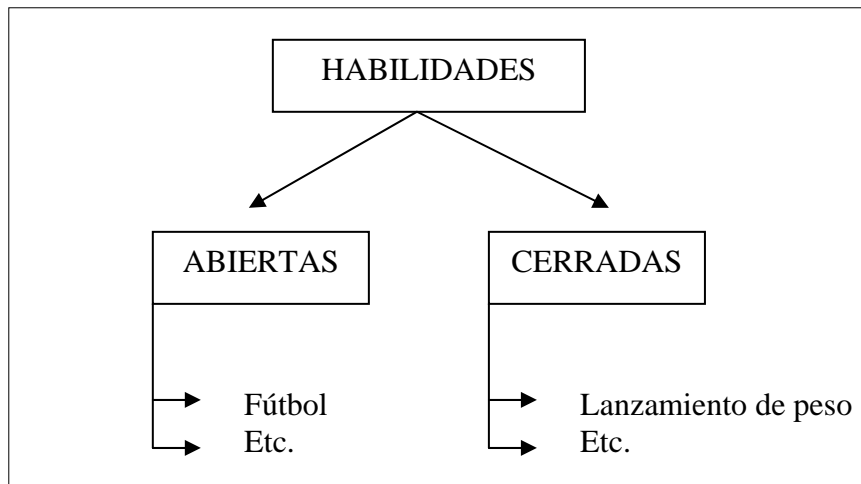 HABILIDADES
ABIERTAS
CERRADAS
Fútbol
Etc.
Lanzamiento de peso
Etc.